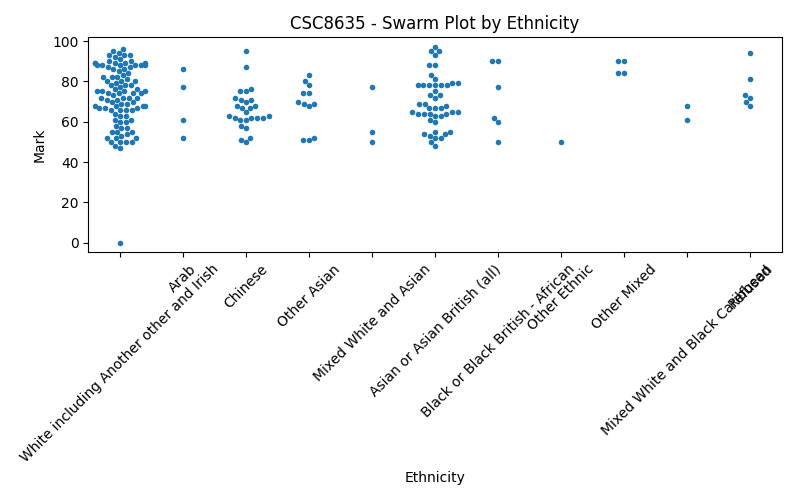 CSC8635 - Swarm Plot by Ethnicity
Mark
100
80
60
40
20
0
White including Another other and Irish
Arab
Chinese
Other Asian
Mixed White and Asian
Asian or Asian British (all)
Black or Black British - African
Other Ethnic
Other Mixed
Mixed White and Black Caribbean
Refused
Ethnicity